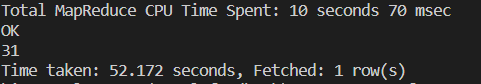 Total MapReduce CPU Time Spent: 10 seconds 70 msec
OK
31
Time taken: 52.172 seconds, Fetched: 1 row(s)